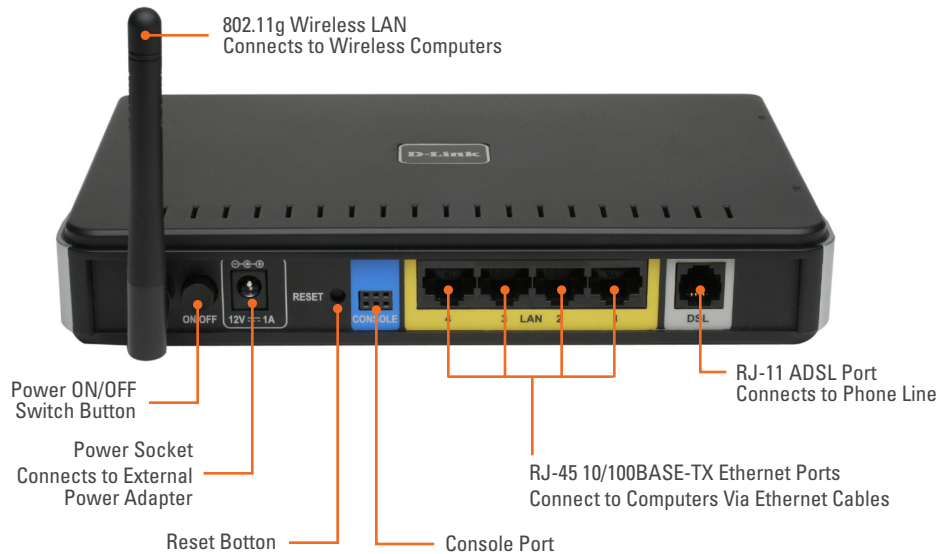 802.11g Wireless LAN
Connects to Wireless Computers
D-Link
RESET
ON/OFF
12V ⎓ 1A
CONSOLE
4 3 LAN 2 1
DSL
Power ON/OFF
Switch Button
RJ-11 ADSL Port
Connects to Phone Line
Power Socket
Connects to External
Power Adapter
RJ-45 10/100BASE-TX Ethernet Ports
Connect to Computers Via Ethernet Cables
Reset Botton
Console Port